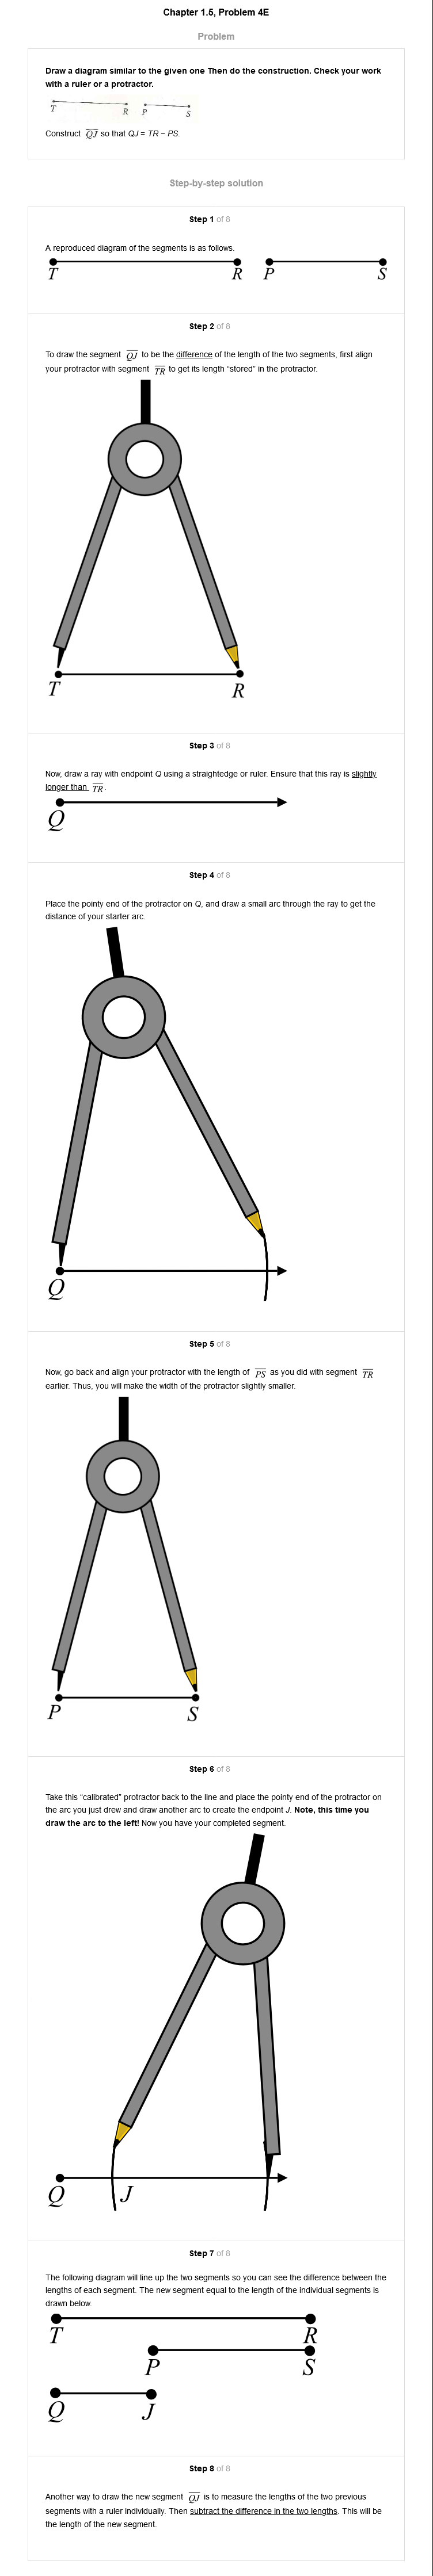 Chapter 1.5, Problem 4E
Problem
Draw a diagram similar to the given one Then do the construction. Check your work
with a ruler or a protractor.
T R P S
Construct QJ so that QJ = TR − PS.
Step-by-step solution
Step 1 of 8
A reproduced diagram of the segments is as follows.
T R P S
Step 2 of 8
To draw the segment QJ to be the difference of the length of the two segments, first align
your protractor with segment TR to get its length “stored” in the protractor.
T R
Step 3 of 8
Now, draw a ray with endpoint Q using a straightedge or ruler. Ensure that this ray is slightly
longer than TR.
Q
Step 4 of 8
Place the pointy end of the protractor on Q, and draw a small arc through the ray to get the
distance of your starter arc.
Q
Step 5 of 8
Now, go back and align your protractor with the length of PS as you did with segment TR
earlier. Thus, you will make the width of the protractor slightly smaller.
P S
Step 6 of 8
Take this “calibrated” protractor back to the line and place the pointy end of the protractor on
the arc you just drew and draw another arc to create the endpoint J. Note, this time you
draw the arc to the left! Now you have your completed segment.
Q J
Step 7 of 8
The following diagram will line up the two segments so you can see the difference between the
lengths of each segment. The new segment equal to the length of the individual segments is
drawn below.
T R
P S
Q J
Step 8 of 8
Another way to draw the new segment QJ is to measure the lengths of the two previous
segments with a ruler individually. Then subtract the difference in the two lengths. This will be
the length of the new segment.